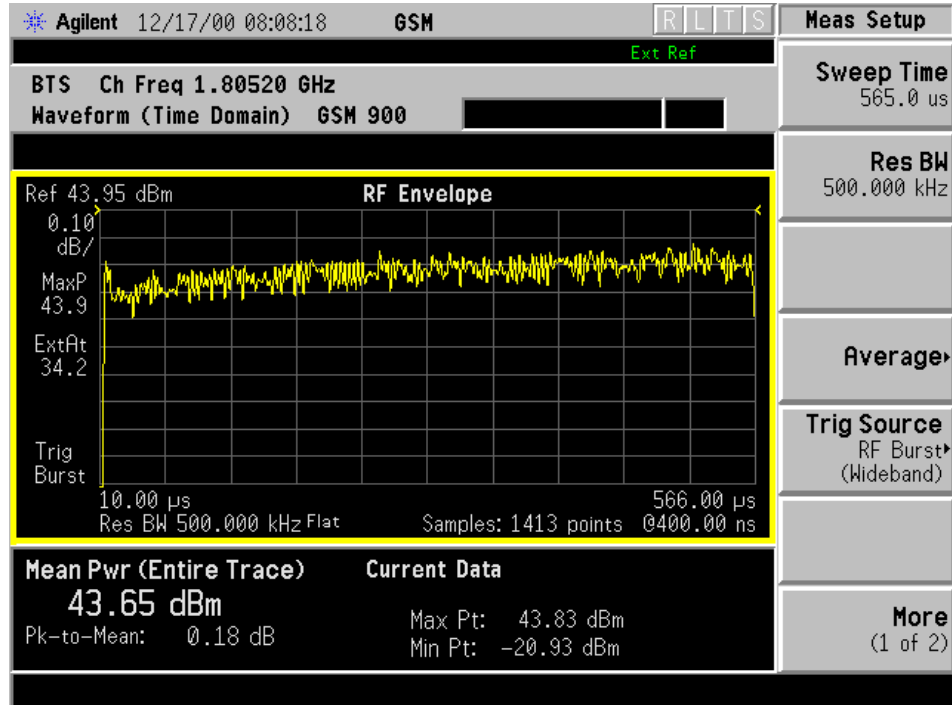 Agilent 12/17/00 08:08:18 GSM R L T S
Meas Setup
Ext Ref
BTS Ch Freq 1.80520 GHz
Waveform (Time Domain) GSM 900
Sweep Time
565.0 us
Res BW
500.000 kHz
Ref 43.95 dBm RF Envelope
0.10
dB/
MaxP
43.9
ExtAt
34.2
Trig
Burst
10.00 µs 566.00 µs
Res BW 500.000 kHz Flat Samples: 1413 points @400.00 ns
Average
Trig Source
RF Burst
(Wideband)
Mean Pwr (Entire Trace) Current Data
43.65 dBm
Pk-to-Mean: 0.18 dB
Max Pt: 43.83 dBm
Min Pt: -20.93 dBm
More
(1 of 2)